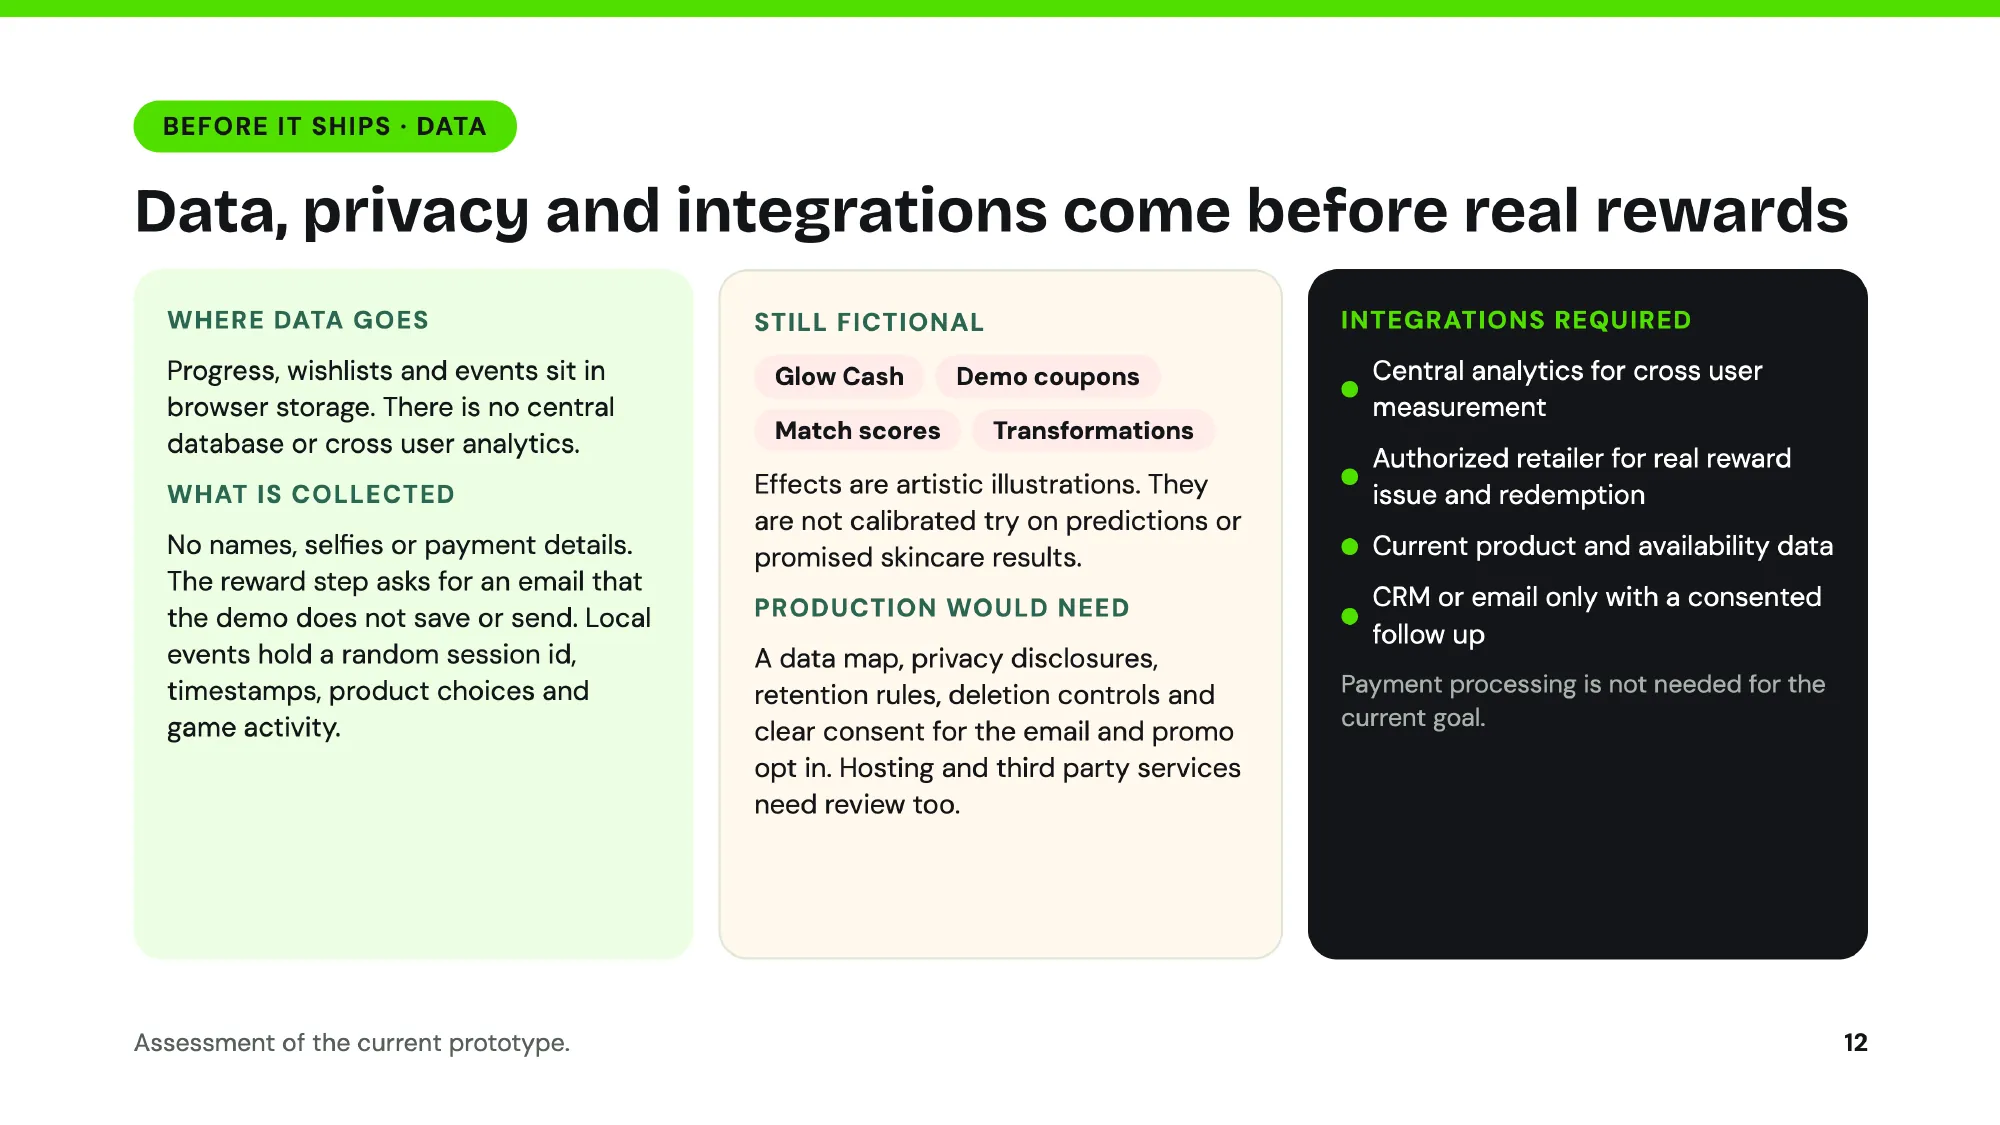 BEFORE IT SHIPS · DATA
Data, privacy and integrations come before real rewards
WHERE DATA GOES
Progress, wishlists and events sit in
browser storage. There is no central
database or cross user analytics.
WHAT IS COLLECTED
No names, selfies or payment details.
The reward step asks for an email that
the demo does not save or send. Local
events hold a random session id,
timestamps, product choices and
game activity.
STILL FICTIONAL
Glow Cash
Demo coupons
Match scores
Transformations
Effects are artistic illustrations. They
are not calibrated try on predictions or
promised skincare results.
PRODUCTION WOULD NEED
A data map, privacy disclosures,
retention rules, deletion controls and
clear consent for the email and promo
opt in. Hosting and third party services
need review too.
INTEGRATIONS REQUIRED
Central analytics for cross user
measurement
Authorized retailer for real reward
issue and redemption
Current product and availability data
CRM or email only with a consented
follow up
Payment processing is not needed for the
current goal.
Assessment of the current prototype.
12